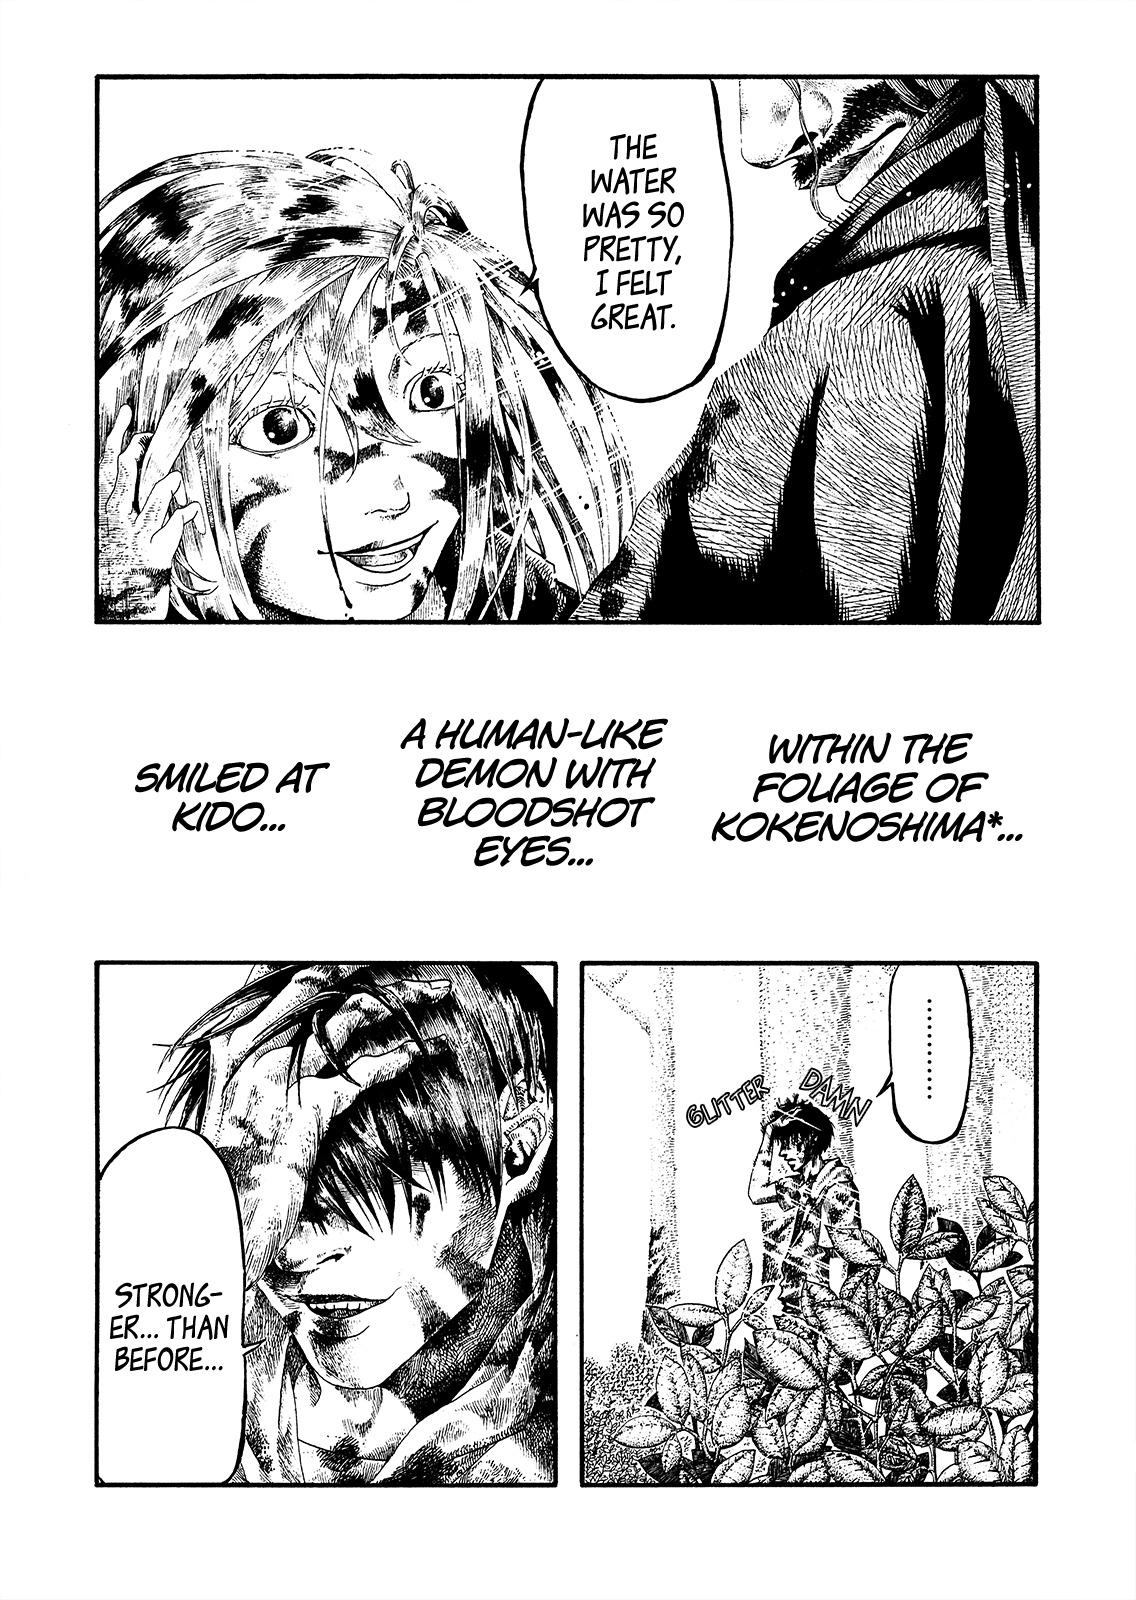 THE
WATER
WAS SO
PRETTY,
I FELT
GREAT.
WITHIN THE
FOLIAGE OF
KOKENOSHIMA*...
A HUMAN-LIKE
DEMON WITH
BLOODSHOT
EYES...
SMILED AT
KIDO...
..........
GLITTER
DAMN
STRONG-
ER... THAN
BEFORE...